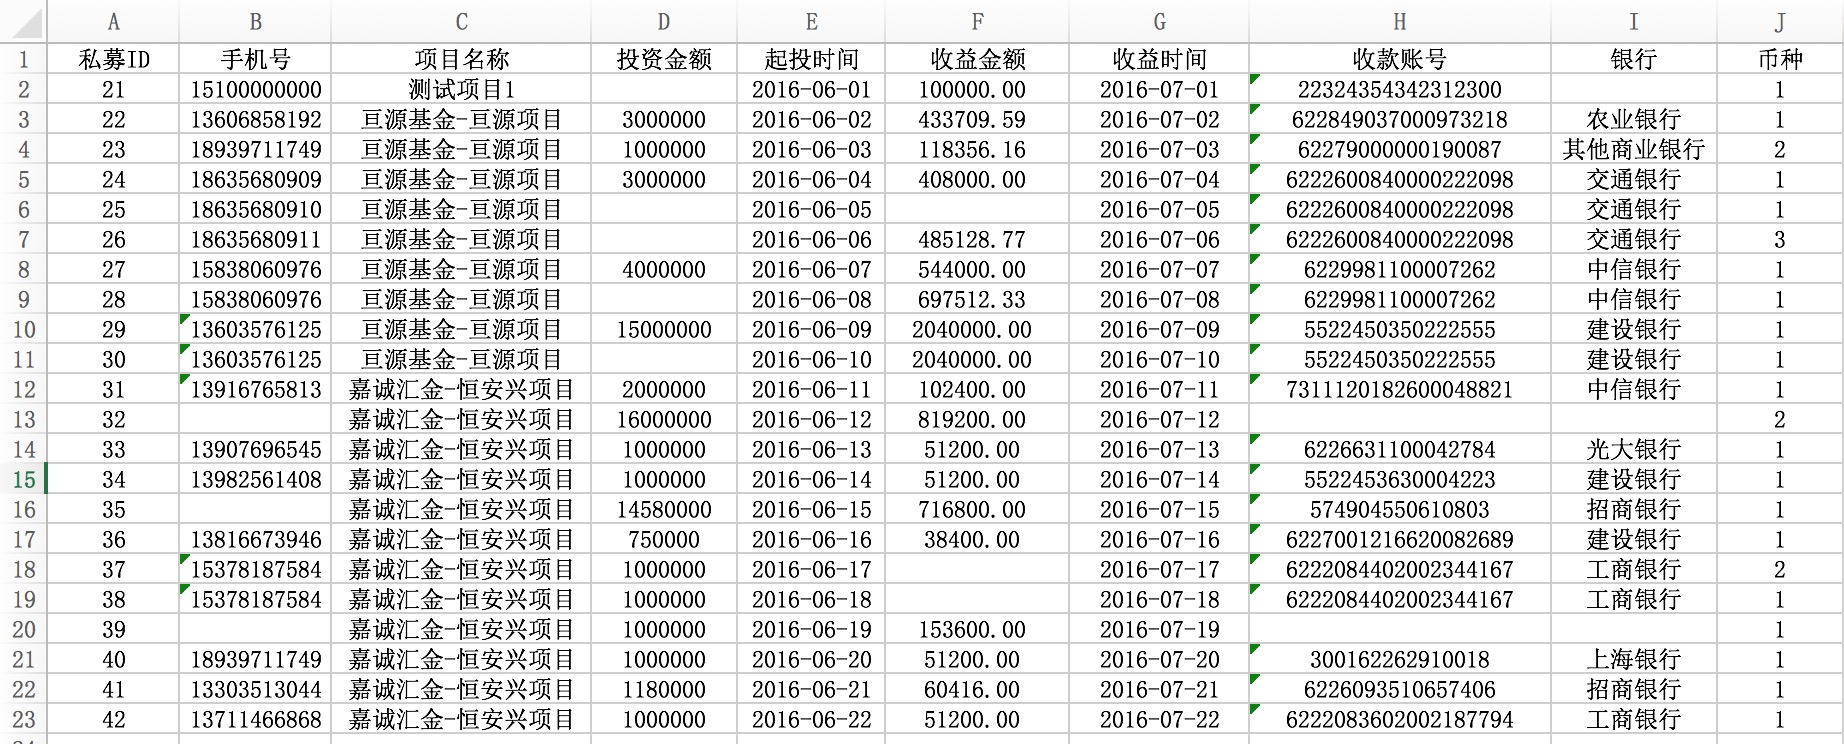 A B C D E F G H I J
1 私募ID 手机号 项目名称 投资金额 起投时间 收益金额 收益时间 收款账号 银行 币种
2 21 15100000000 测试项目1 2016-06-01 100000.00 2016-07-01 22324354342312300 1
3 22 13606858192 亘源基金-亘源项目 3000000 2016-06-02 433709.59 2016-07-02 622849037000973218 农业银行 1
4 23 18939711749 亘源基金-亘源项目 1000000 2016-06-03 118356.16 2016-07-03 62279000000190087 其他商业银行 2
5 24 18635680909 亘源基金-亘源项目 3000000 2016-06-04 408000.00 2016-07-04 6222600840000222098 交通银行 1
6 25 18635680910 亘源基金-亘源项目 2016-06-05 2016-07-05 6222600840000222098 交通银行 1
7 26 18635680911 亘源基金-亘源项目 2016-06-06 485128.77 2016-07-06 6222600840000222098 交通银行 3
8 27 15838060976 亘源基金-亘源项目 4000000 2016-06-07 544000.00 2016-07-07 6229981100007262 中信银行 1
9 28 15838060976 亘源基金-亘源项目 2016-06-08 697512.33 2016-07-08 6229981100007262 中信银行 1
10 29 13603576125 亘源基金-亘源项目 15000000 2016-06-09 2040000.00 2016-07-09 5522450350222555 建设银行 1
11 30 13603576125 亘源基金-亘源项目 2016-06-10 2040000.00 2016-07-10 5522450350222555 建设银行 1
12 31 13916765813 嘉诚汇金-恒安兴项目 2000000 2016-06-11 102400.00 2016-07-11 7311120182600048821 中信银行 1
13 32 嘉诚汇金-恒安兴项目 16000000 2016-06-12 819200.00 2016-07-12 2
14 33 13907696545 嘉诚汇金-恒安兴项目 1000000 2016-06-13 51200.00 2016-07-13 6226631100042784 光大银行 1
15 34 13982561408 嘉诚汇金-恒安兴项目 1000000 2016-06-14 51200.00 2016-07-14 5522453630004223 建设银行 1
16 35 嘉诚汇金-恒安兴项目 14580000 2016-06-15 716800.00 2016-07-15 574904550610803 招商银行 1
17 36 13816673946 嘉诚汇金-恒安兴项目 750000 2016-06-16 38400.00 2016-07-16 6227001216620082689 建设银行 1
18 37 15378187584 嘉诚汇金-恒安兴项目 1000000 2016-06-17 2016-07-17 6222084402002344167 工商银行 2
19 38 15378187584 嘉诚汇金-恒安兴项目 1000000 2016-06-18 2016-07-18 6222084402002344167 工商银行 1
20 39 嘉诚汇金-恒安兴项目 1000000 2016-06-19 153600.00 2016-07-19 1
21 40 18939711749 嘉诚汇金-恒安兴项目 1000000 2016-06-20 51200.00 2016-07-20 300162262910018 上海银行 1
22 41 13303513044 嘉诚汇金-恒安兴项目 1180000 2016-06-21 60416.00 2016-07-21 6226093510657406 招商银行 1
23 42 13711466868 嘉诚汇金-恒安兴项目 1000000 2016-06-22 51200.00 2016-07-22 6222083602002187794 工商银行 1